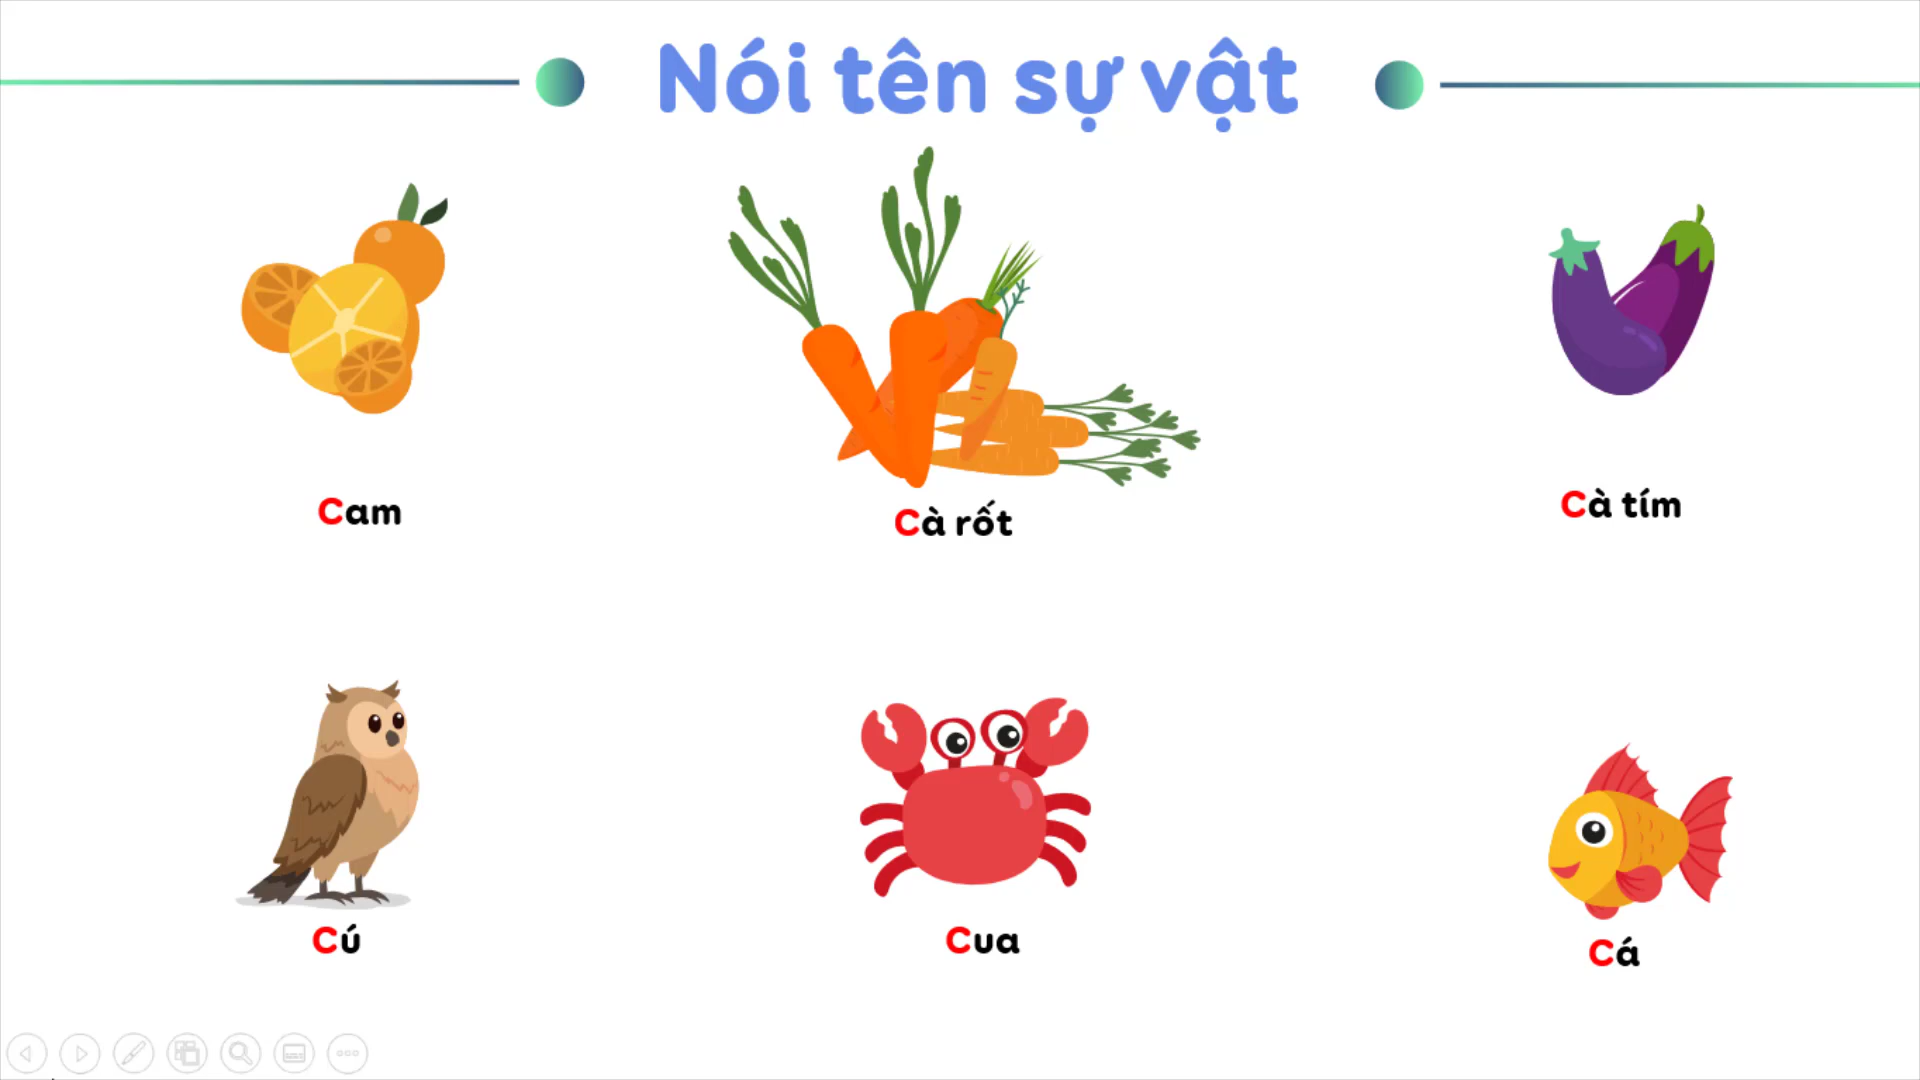 Nói tên sự vật
Cam
Cà rốt
Cà tím
Cú
Cua
Cá